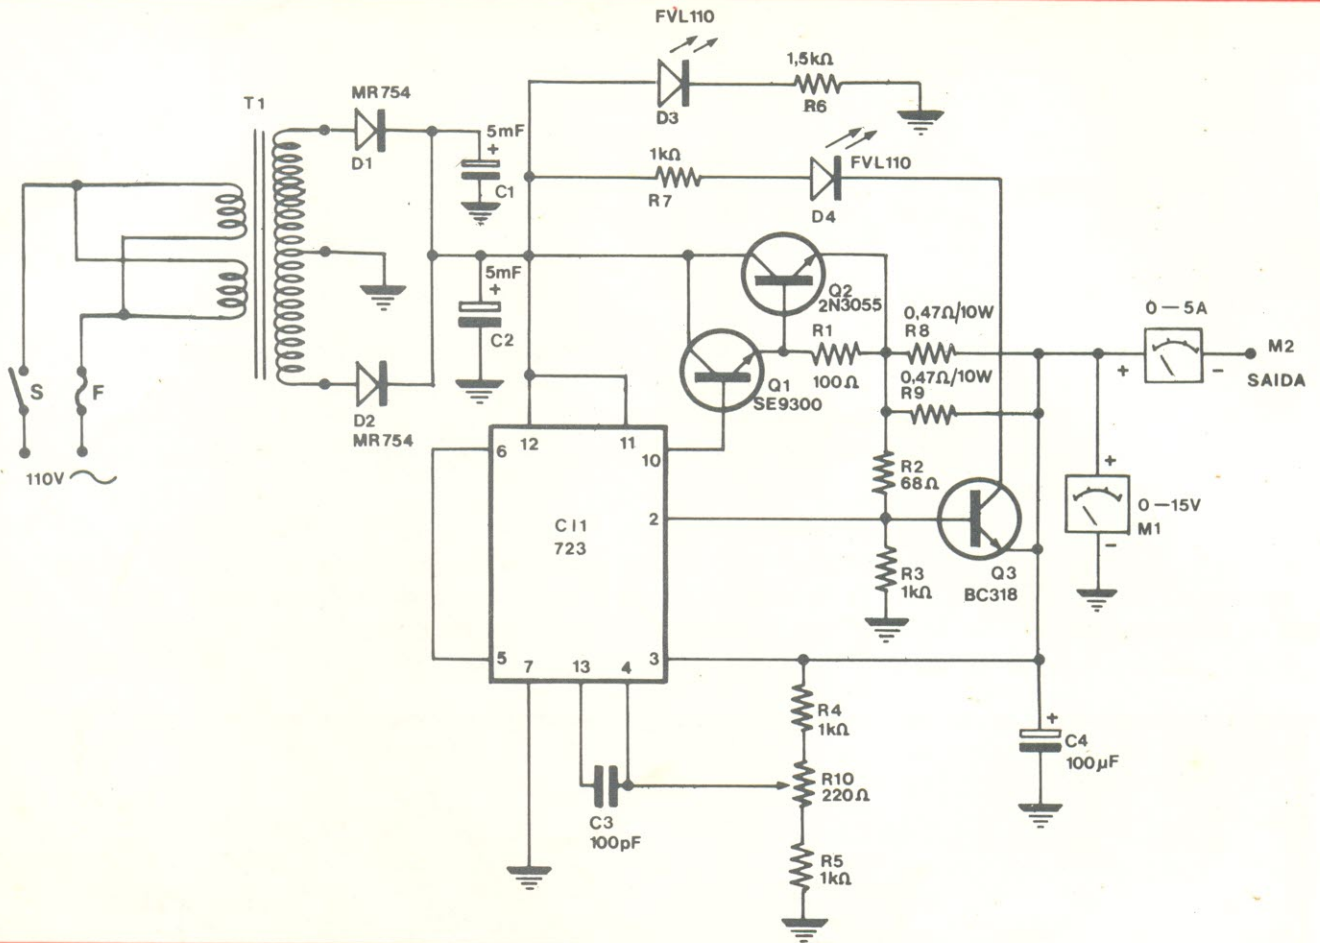 FVL110
D3
1,5kΩ
R6
T1
MR754
D1
5mF
+
C1
1kΩ
R7
FVL110
D4
5mF
+
C2
Q2
2N3055
R1
100Ω
Q1
SE9300
0,47Ω/10W
R8
0,47Ω/10W
R9
0—5A
+
-
M2
SAIDA
S
F
110V
D2
MR754
6
12
11
10
2
CI1
723
5
7
13
4
3
R2
68Ω
R3
1kΩ
Q3
BC318
+
0—15V
M1
-
R4
1kΩ
R10
220Ω
R5
1kΩ
C3
100pF
+
C4
100µF